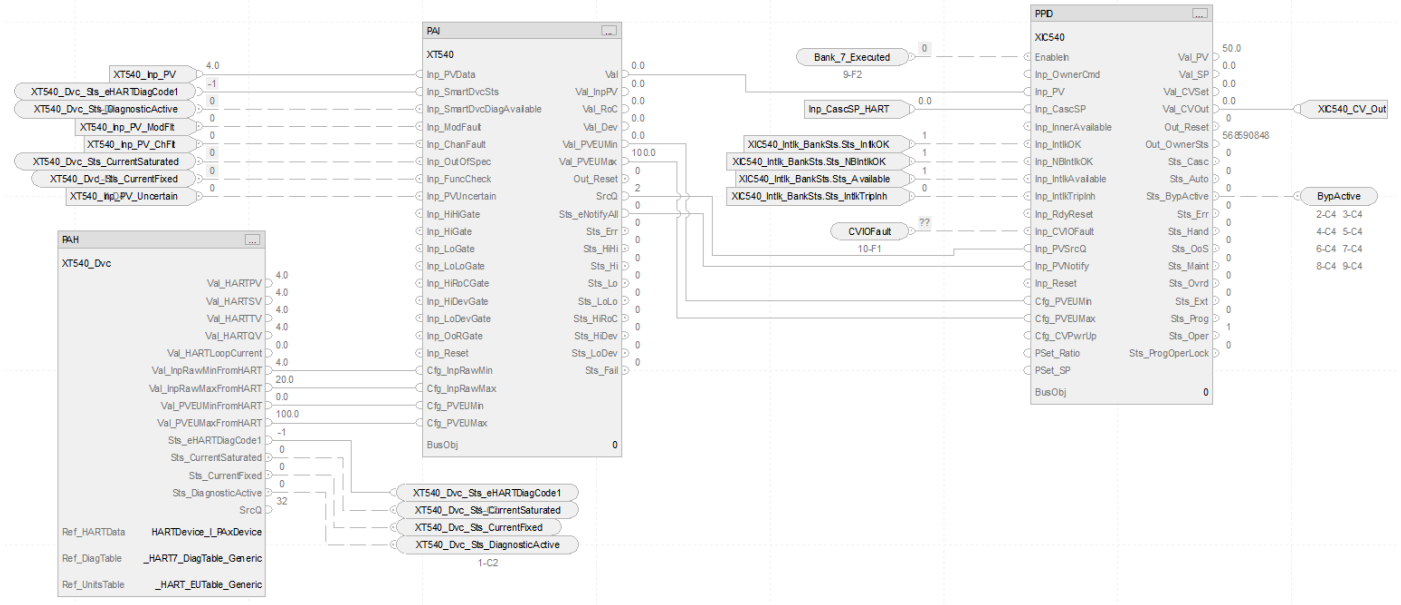 PAI ...
XT540
XT540_Inp_PV 4.0 Inp_PVData Val 0.0
XT540_Dvc_Sts_eHARTDiagCode1 -1 Inp_SmartDvcSts Val_InpPV 0.0
XT540_Dvc_Sts_DiagnosticActive 0 Inp_SmartDvcDiagAvailable Val_RoC 0.0
XT540_Inp_PV_ModFlt 0 Inp_ModFault Val_Dev 0.0
XT540_Inp_PV_ChFlt 0 Inp_ChanFault Val_PVEUMin 0.0
XT540_Dvc_Sts_CurrentSaturated 0 Inp_OutOfSpec Val_PVEUMax 100.0
XT540_Dvc_Sts_CurrentFixed 0 Inp_FuncCheck Out_Reset 0
XT540_Inp_PV_Uncertain 0 Inp_PVUncertain SrcQ 2
Inp_HiHiGate Sts_eNotifyAll 0
Inp_HiGate Sts_Err 0
Inp_LoGate Sts_HiHi 0
Inp_LoLoGate Sts_Hi 0
Inp_HiRoCGate Sts_Lo 0
Inp_HiDevGate Sts_LoLo 0
Inp_LoDevGate Sts_HiRoC 0
Inp_OoRGate Sts_HiDev 0
Inp_Reset Sts_LoDev 0
Cfg_InpRawMin Sts_Fail 0
Cfg_InpRawMax
Cfg_PVEUMin
Cfg_PVEUMax
BusObj 0
PAH ...
XT540_Dvc
Val_HARTPV 4.0
Val_HARTSV 4.0
Val_HARTTV 4.0
Val_HARTQV 4.0
Val_HARTLoopCurrent 0.0
Val_InpRawMinFromHART 4.0
Val_InpRawMaxFromHART 20.0
Val_PVEUMinFromHART 0.0
Val_PVEUMaxFromHART 100.0
Sts_eHARTDiagCode1 -1
Sts_CurrentSaturated 0
Sts_CurrentFixed 0
Sts_DiagnosticActive 0
SrcQ 32
Ref_HARTData HARTDevice_I_PAxDevice
Ref_DiagTable _HART7_DiagTable_Generic
Ref_UnitsTable _HART_EUTable_Generic
XT540_Dvc_Sts_eHARTDiagCode1
XT540_Dvc_Sts_CurrentSaturated
XT540_Dvc_Sts_CurrentFixed
XT540_Dvc_Sts_DiagnosticActive
1-C2
PPID ...
XIC540
Bank_7_Executed 0 EnableIn Val_PV 50.0
9-F2 Inp_OwnerCmd Val_SP 0.0
Inp_PV Val_CVSet 0.0
Inp_CascSP_HART 0.0 Inp_CascSP Val_CVOut 0.0 XIC540_CV_Out
Inp_InnerAvailable Out_Reset 0
XIC540_Intlk_BankSts.Sts_IntlkOK 1 Inp_IntlkOK Out_OwnerSts 568590848
XIC540_Intlk_BankSts.Sts_NBIntlkOK 1 Inp_NBIntlkOK Sts_Casc 0
XIC540_Intlk_BankSts.Sts_Available 1 Inp_IntlkAvailable Sts_Auto 0
XIC540_Intlk_BankSts.Sts_IntlkTripInh 0 Inp_IntlkTripInh Sts_BypActive 0 BypActive
Inp_RdyReset Sts_Err 0 2-C4 3-C4
CVIOFault ?? Inp_CVIOFault Sts_Hand 0 4-C4 5-C4
10-F1 Inp_PVSrcQ Sts_OoS 0 6-C4 7-C4
Inp_PVNotify Sts_Maint 0 8-C4 9-C4
Inp_Reset Sts_Ovrd 0
Cfg_PVEUMin Sts_Ext 0
Cfg_PVEUMax Sts_Prog 0
Cfg_CVPwrUp Sts_Oper 1
PSet_Ratio Sts_ProgOperLock 0
PSet_SP
BusObj 0